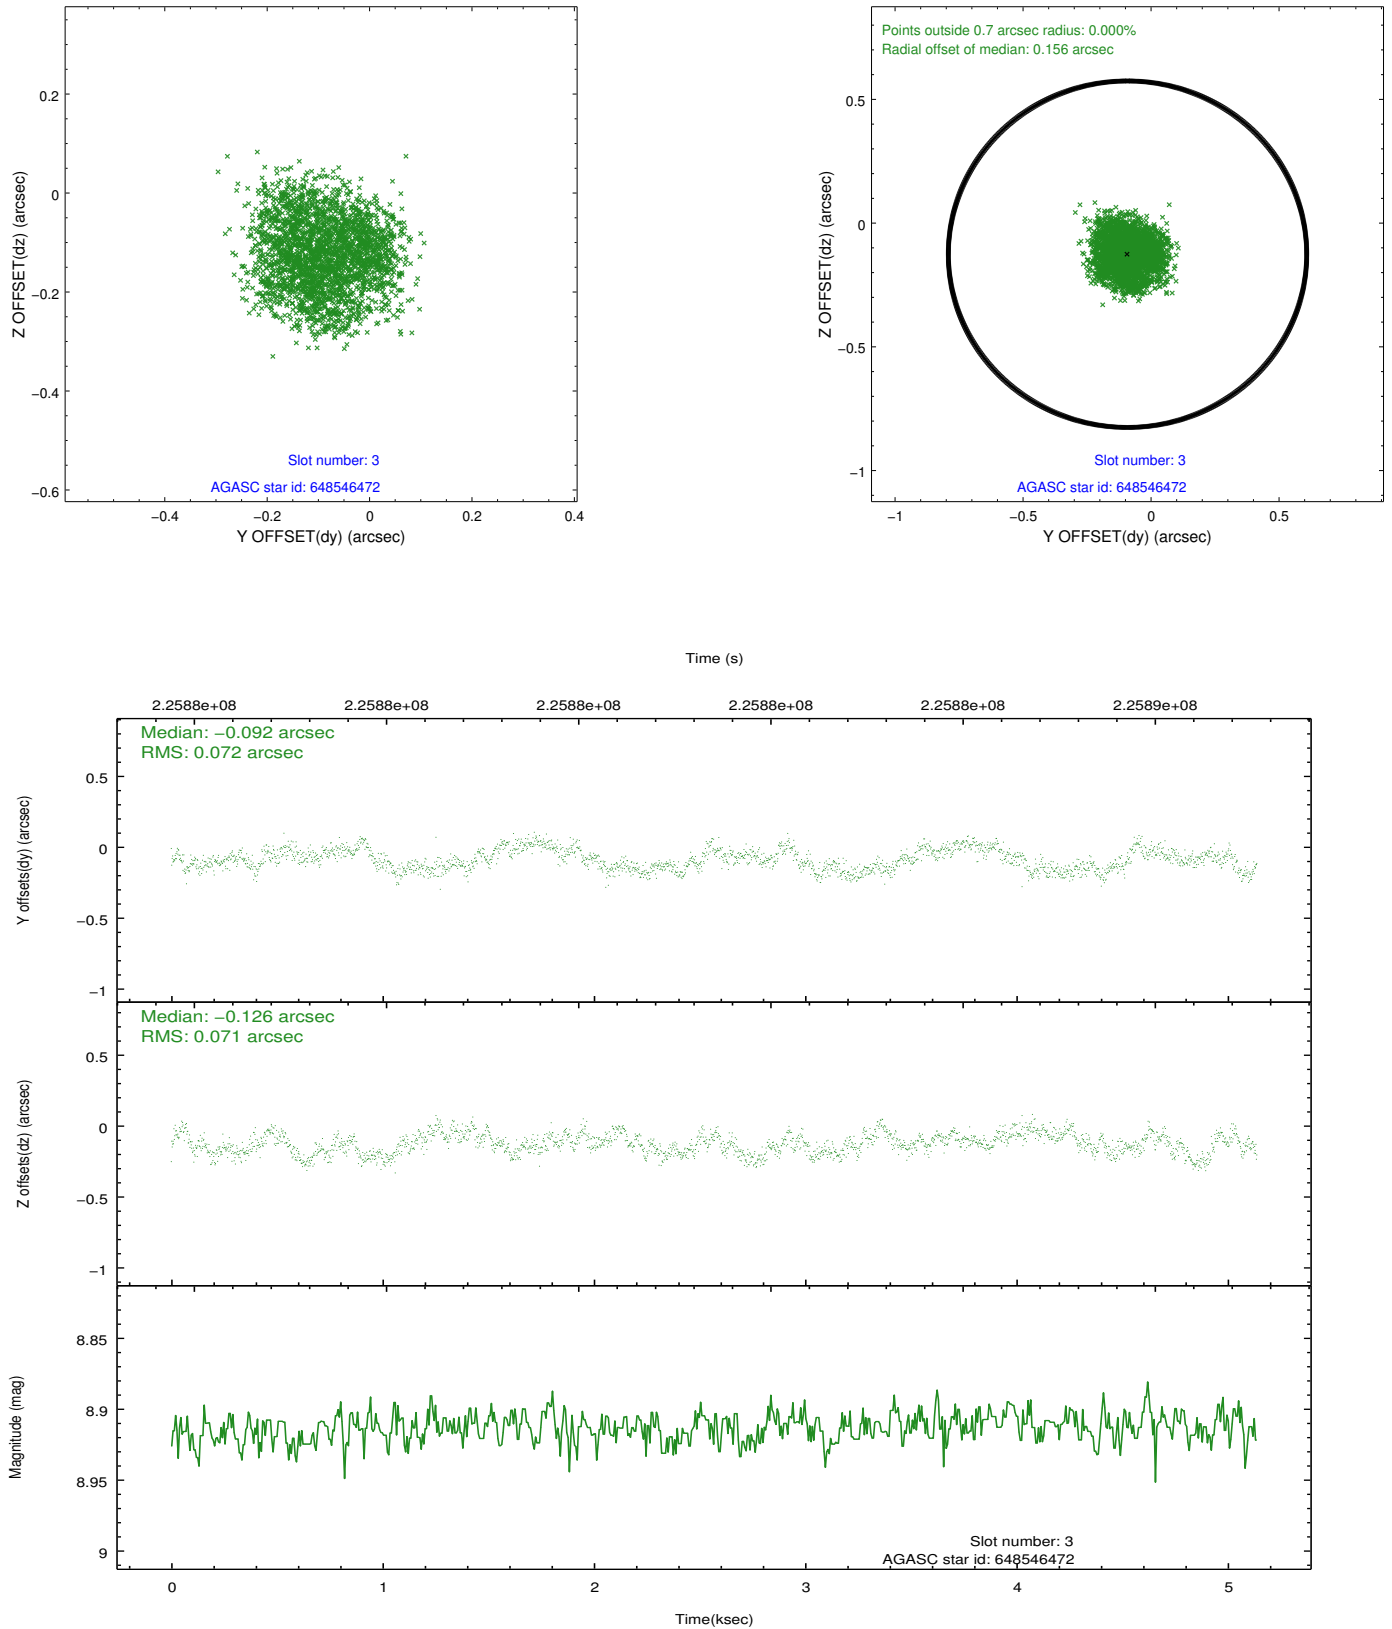 0.2
0
−0.2
−0.4
−0.6
Z OFFSET(dz) (arcsec)
Slot number: 3
AGASC star id: 648546472
−0.4
−0.2
0
0.2
0.4
Y OFFSET(dy) (arcsec)
Points outside 0.7 arcsec radius: 0.000%
Radial offset of median: 0.156 arcsec
0.5
0
−0.5
−1
Z OFFSET(dz) (arcsec)
Slot number: 3
AGASC star id: 648546472
−1
−0.5
0
0.5
Y OFFSET(dy) (arcsec)
Time (s)
2.2588e+08
2.2588e+08
2.2588e+08
2.2588e+08
2.2588e+08
2.2589e+08
Median: −0.092 arcsec
RMS: 0.072 arcsec
0.5
0
−0.5
−1
Y offsets(dy) (arcsec)
Median: −0.126 arcsec
RMS: 0.071 arcsec
0.5
0
−0.5
−1
Z offsets(dz) (arcsec)
8.85
8.9
8.95
9
Magnitude (mag)
Slot number: 3
AGASC star id: 648546472
0
1
2
3
4
5
Time(ksec)